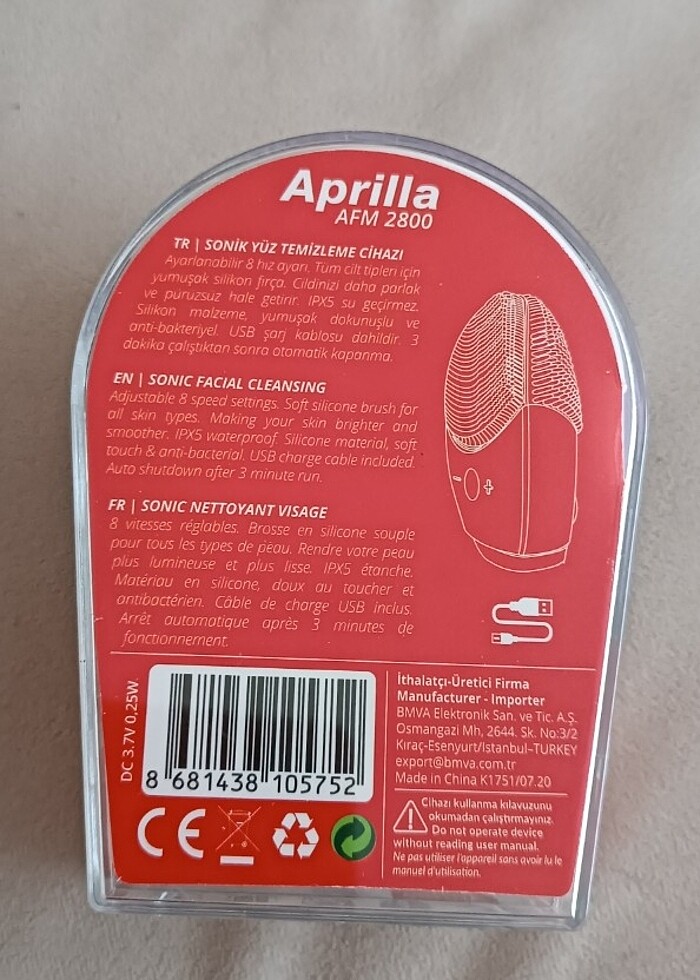 Aprilla
AFM 2800
TR | SONİK YÜZ TEMİZLEME CİHAZI
Ayarlanabilir 8 hız ayarı. Tüm cilt tipleri için
yumuşak silikon fırça. Cildinizi daha parlak
ve pürüzsüz hale getirir. IPX5 su geçirmez.
Silikon malzeme, yumuşak dokunuşlu ve
anti-bakteriyel. USB şarj kablosu dahildir. 3
dakika çalıştıktan sonra otomatik kapanma.
EN | SONIC FACIAL CLEANSING
Adjustable 8 speed settings. Soft silicone brush for
all skin types. Making your skin brighter and
smoother. IPX5 waterproof. Silicone material, soft
touch & anti-bacterial. USB charge cable included.
Auto shutdown after 3 minute run.
FR | SONIC NETTOYANT VISAGE
8 vitesses réglables. Brosse en silicone souple
pour tous les types de peau. Rendre votre peau
plus lumineuse et plus lisse. IPX5 étanche.
Matériau en silicone, doux au toucher et
antibactérien. Câble de charge USB inclus.
Arrêt automatique après 3 minutes de
fonctionnement.
- +
DC 3.7V 0,25W
8 681438 105752
CE
İthalatçı-Üretici Firma
Manufacturer - Importer
BMVA Elektronik San. ve Tic. A.Ş.
Osmangazi Mh, 2644. Sk. No:3/2
Kıraç-Esenyurt/Istanbul–TURKEY
export@bmva.com.tr
Made in China K1751/07.20
Cihazı kullanma kılavuzunu
okumadan çalıştırmayınız.
Do not operate device
without reading user manual.
Ne pas utiliser l'appareil sans avoir lu le
manuel d'utilisation.